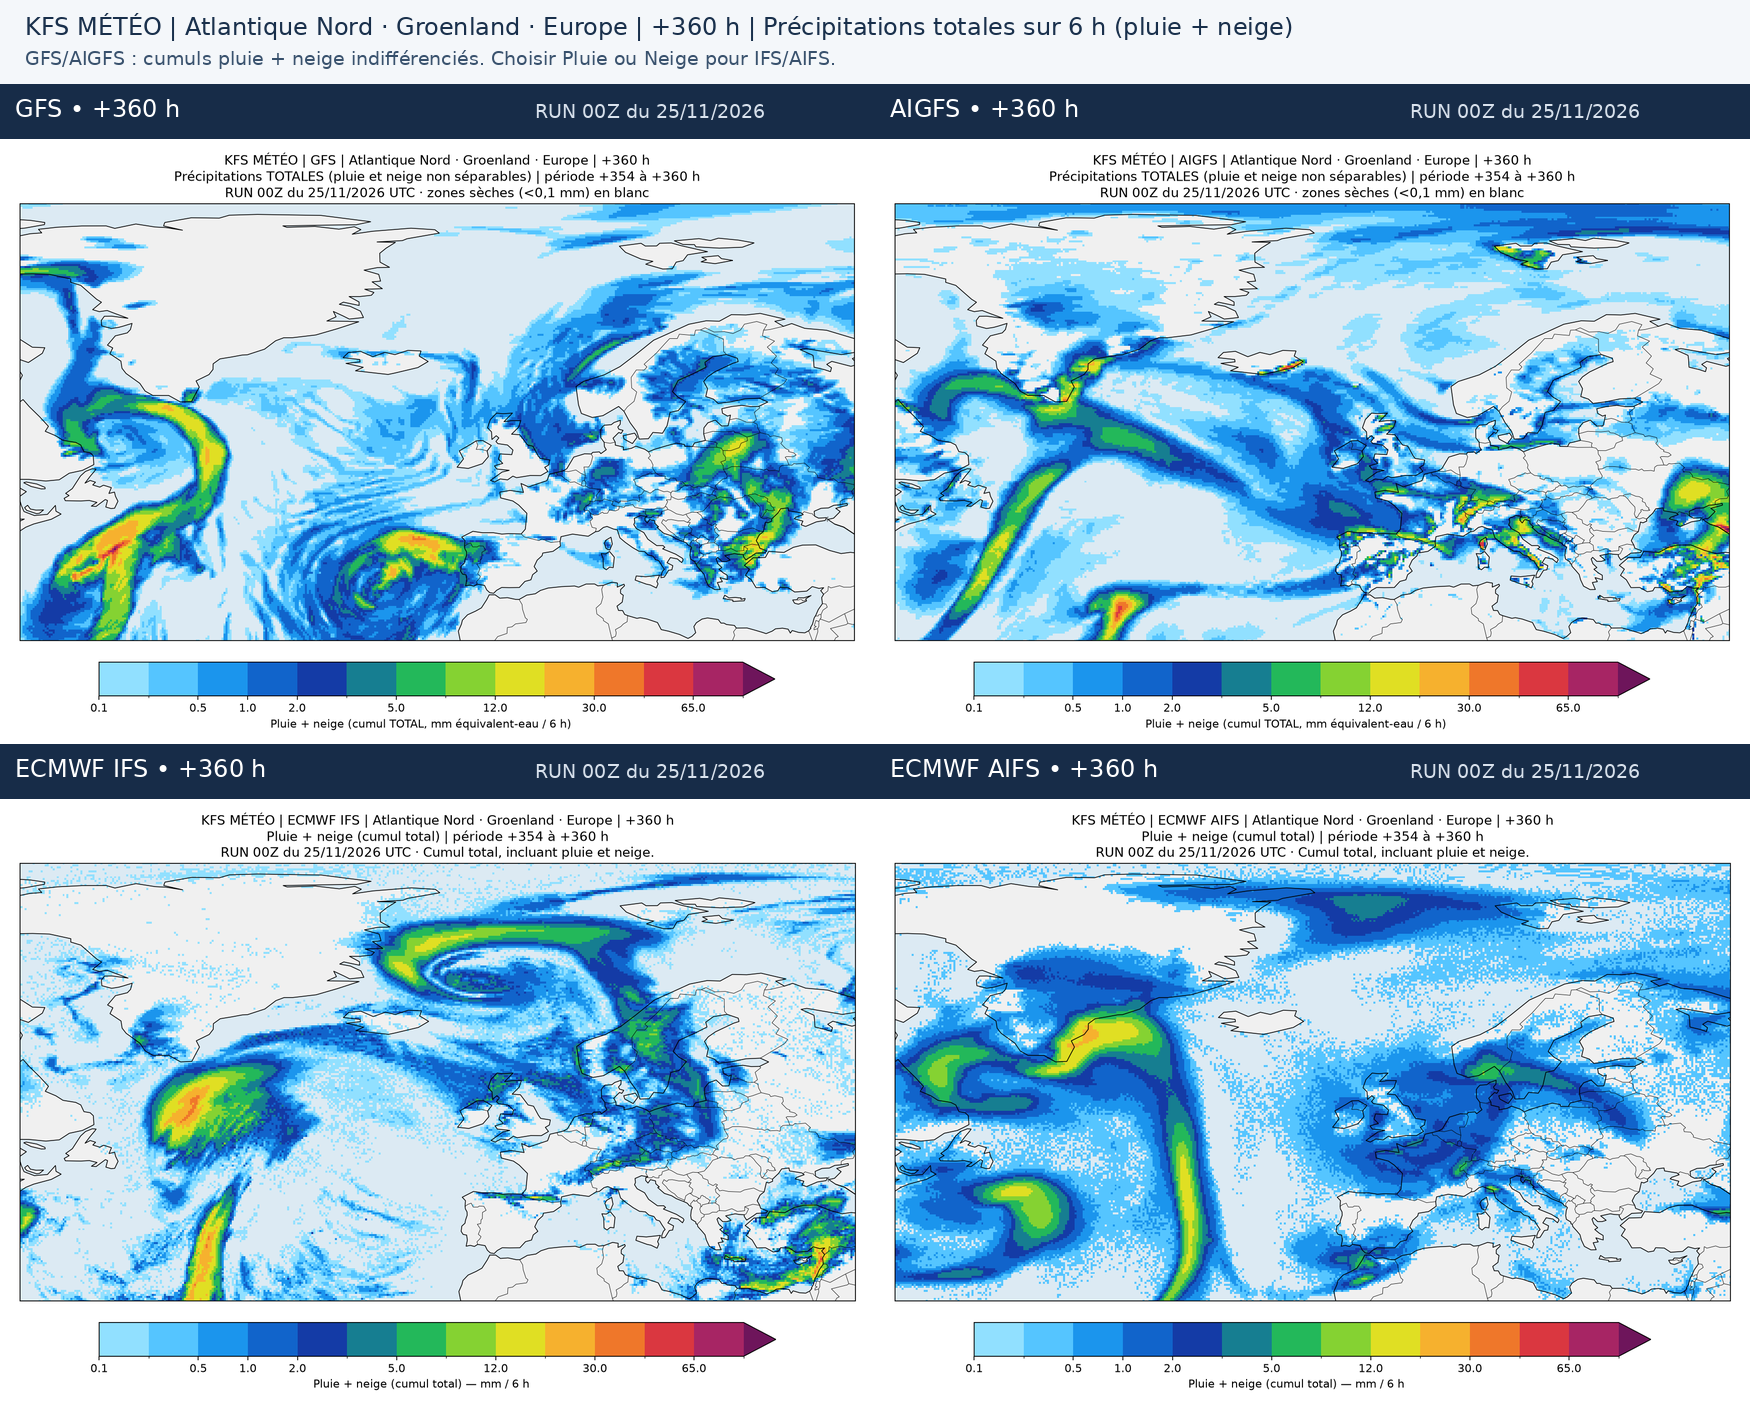 KFS MÉTÉO | Atlantique Nord · Groenland · Europe | +360 h | Précipitations totales sur 6 h (pluie + neige)
GFS/AIGFS : cumuls pluie + neige indifférenciés. Choisir Pluie ou Neige pour IFS/AIFS.
GFS • +360 h RUN 00Z du 25/11/2026
KFS MÉTÉO | GFS | Atlantique Nord · Groenland · Europe | +360 h
Précipitations TOTALES (pluie et neige non séparables) | période +354 à +360 h
RUN 00Z du 25/11/2026 UTC · zones sèches (<0,1 mm) en blanc
0.1 0.5 1.0 2.0 5.0 12.0 30.0 65.0
Pluie + neige (cumul TOTAL, mm équivalent-eau / 6 h)
AIGFS • +360 h RUN 00Z du 25/11/2026
KFS MÉTÉO | AIGFS | Atlantique Nord · Groenland · Europe | +360 h
Précipitations TOTALES (pluie et neige non séparables) | période +354 à +360 h
RUN 00Z du 25/11/2026 UTC · zones sèches (<0,1 mm) en blanc
0.1 0.5 1.0 2.0 5.0 12.0 30.0 65.0
Pluie + neige (cumul TOTAL, mm équivalent-eau / 6 h)
ECMWF IFS • +360 h RUN 00Z du 25/11/2026
KFS MÉTÉO | ECMWF IFS | Atlantique Nord · Groenland · Europe | +360 h
Pluie + neige (cumul total) | période +354 à +360 h
RUN 00Z du 25/11/2026 UTC · Cumul total, incluant pluie et neige.
0.1 0.5 1.0 2.0 5.0 12.0 30.0 65.0
Pluie + neige (cumul total) — mm / 6 h
ECMWF AIFS • +360 h RUN 00Z du 25/11/2026
KFS MÉTÉO | ECMWF AIFS | Atlantique Nord · Groenland · Europe | +360 h
Pluie + neige (cumul total) | période +354 à +360 h
RUN 00Z du 25/11/2026 UTC · Cumul total, incluant pluie et neige.
0.1 0.5 1.0 2.0 5.0 12.0 30.0 65.0
Pluie + neige (cumul total) — mm / 6 h